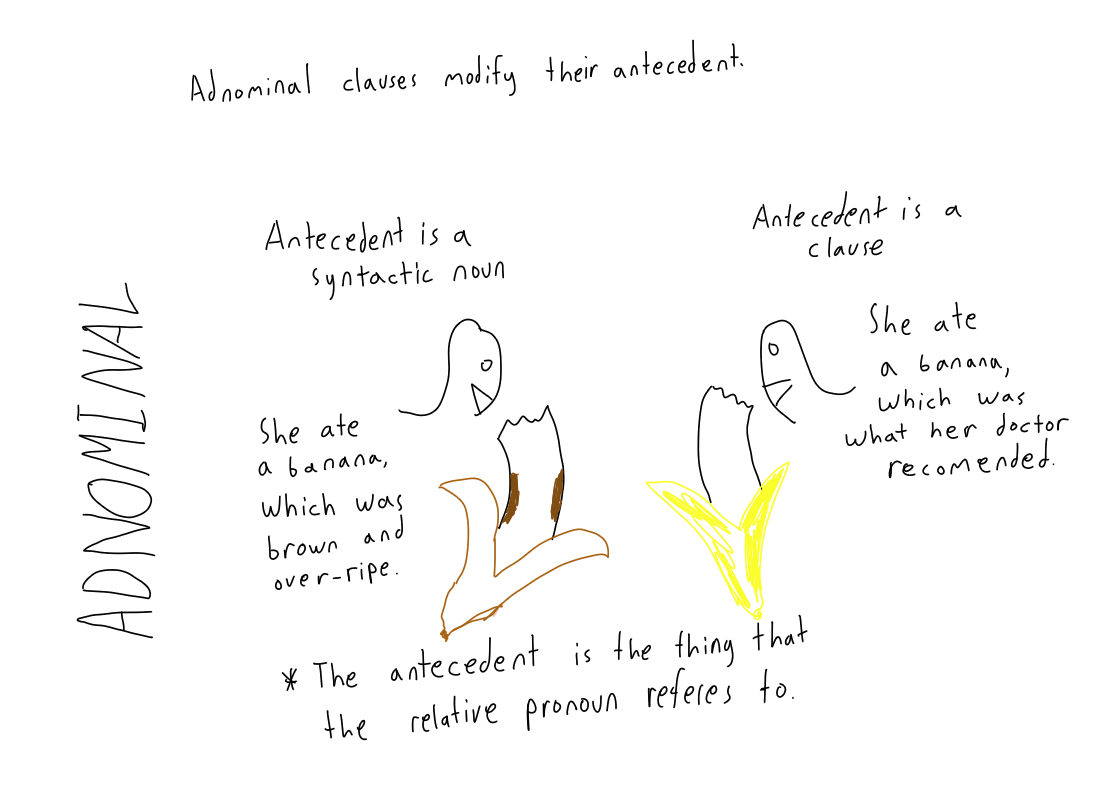 Adnominal clauses modify their antecedent.
Antecedent is a
syntactic noun
Antecedent is a
clause
ADNOMINAL
She ate
a banana,
which was
brown and
over-ripe.
She ate
a banana,
which was
what her doctor
recomended.
* The antecedent is the thing that
the relative pronoun referes to.